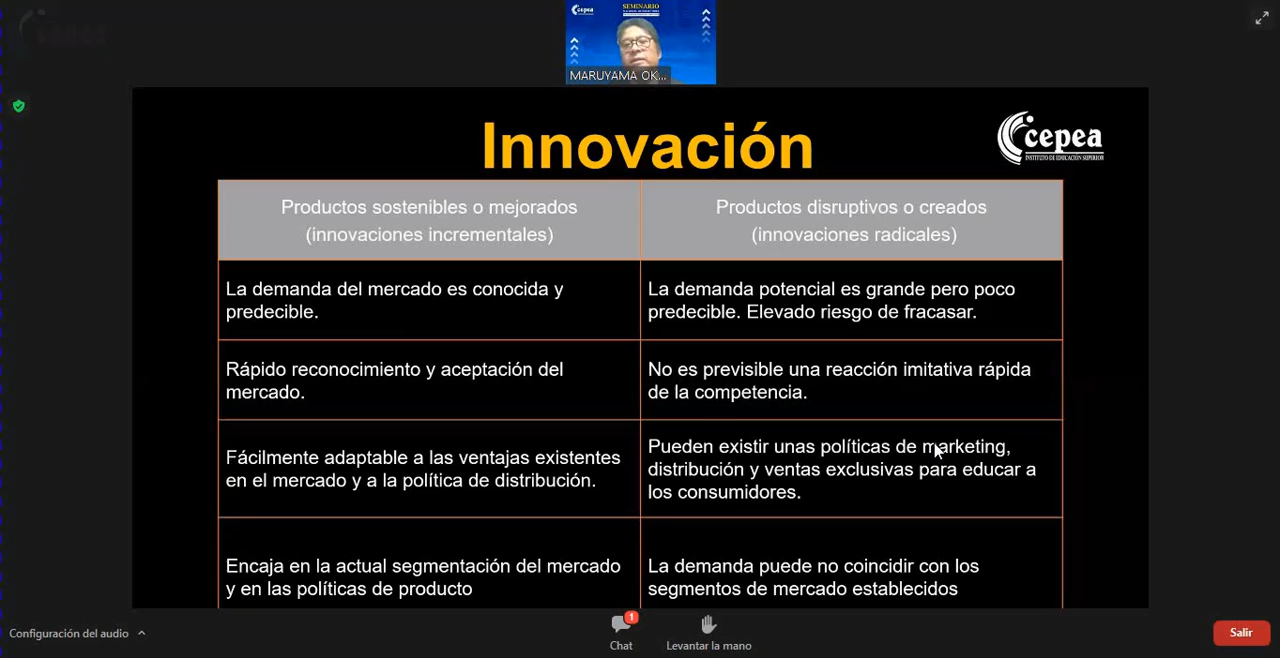 cepea
SEMINARIO
MARUYAMA OK...
Innovación
cepea
INSTITUTO DE EDUCACIÓN SUPERIOR
Productos sostenibles o mejorados
(innovaciones incrementales)
Productos disruptivos o creados
(innovaciones radicales)
La demanda del mercado es conocida y
predecible.
La demanda potencial es grande pero poco
predecible. Elevado riesgo de fracasar.
Rápido reconocimiento y aceptación del
mercado.
No es previsible una reacción imitativa rápida
de la competencia.
Fácilmente adaptable a las ventajas existentes
en el mercado y a la política de distribución.
Pueden existir unas políticas de marketing,
distribución y ventas exclusivas para educar a
los consumidores.
Encaja en la actual segmentación del mercado
y en las políticas de producto
La demanda puede no coincidir con los
segmentos de mercado establecidos
Configuración del audio
1
Chat
Levantar la mano
Salir